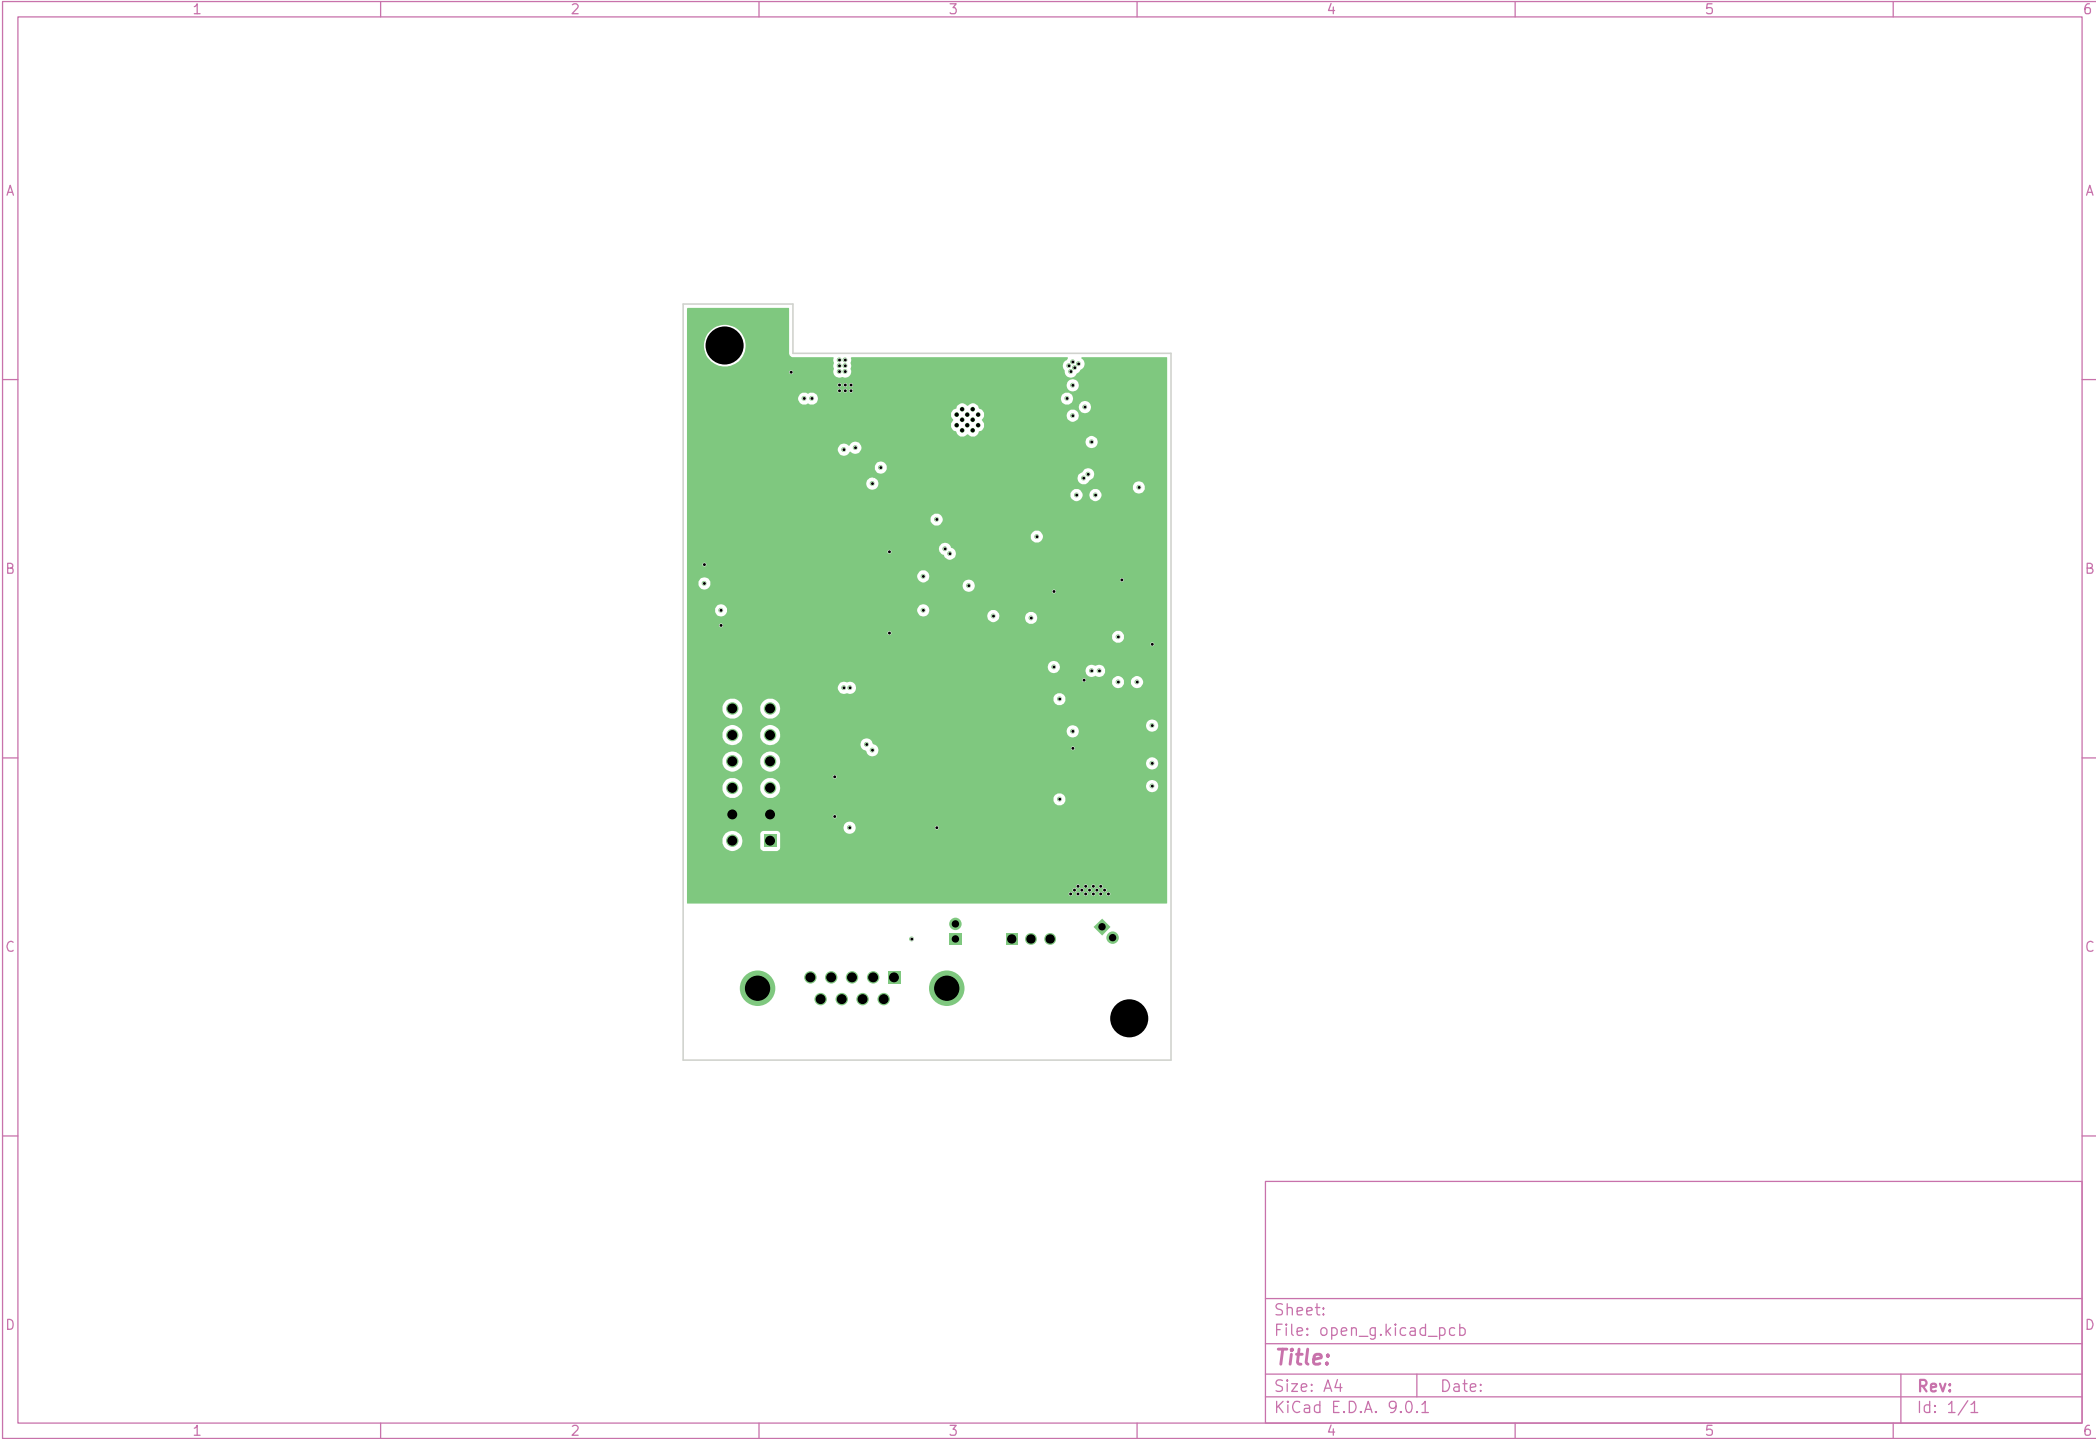 1 2 3 4 5 6
A A
B B
C C
D D
Sheet:
File: open_g.kicad_pcb
Title:
Size: A4 Date: Rev:
KiCad E.D.A. 9.0.1 Id: 1/1
1 2 3 4 5 6